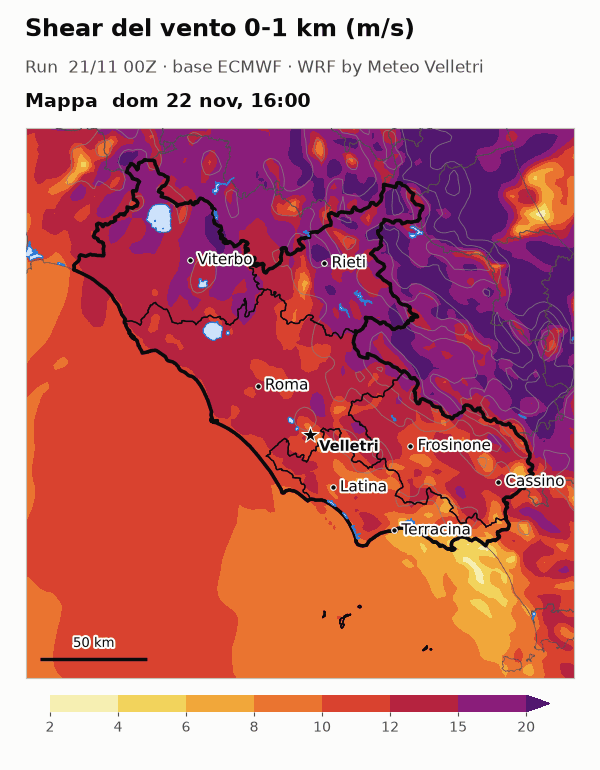 Shear del vento 0-1 km (m/s)
Run  21/11 00Z · base ECMWF · WRF by Meteo Velletri
Mappa  dom 22 nov, 16:00
Viterbo
Rieti
Roma
Velletri
Frosinone
Latina
Cassino
Terracina
50 km
2 4 6 8 10 12 15 20